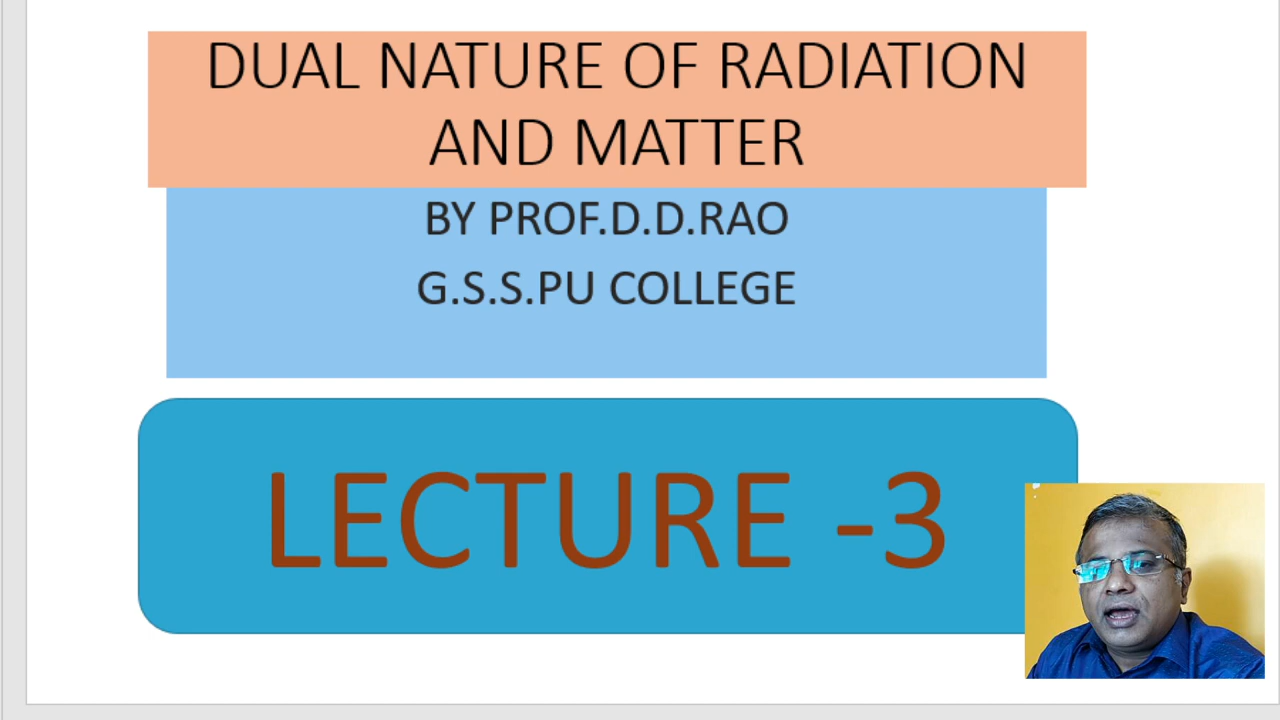 DUAL NATURE OF RADIATION
AND MATTER
BY PROF.D.D.RAO
G.S.S.PU COLLEGE
LECTURE -3